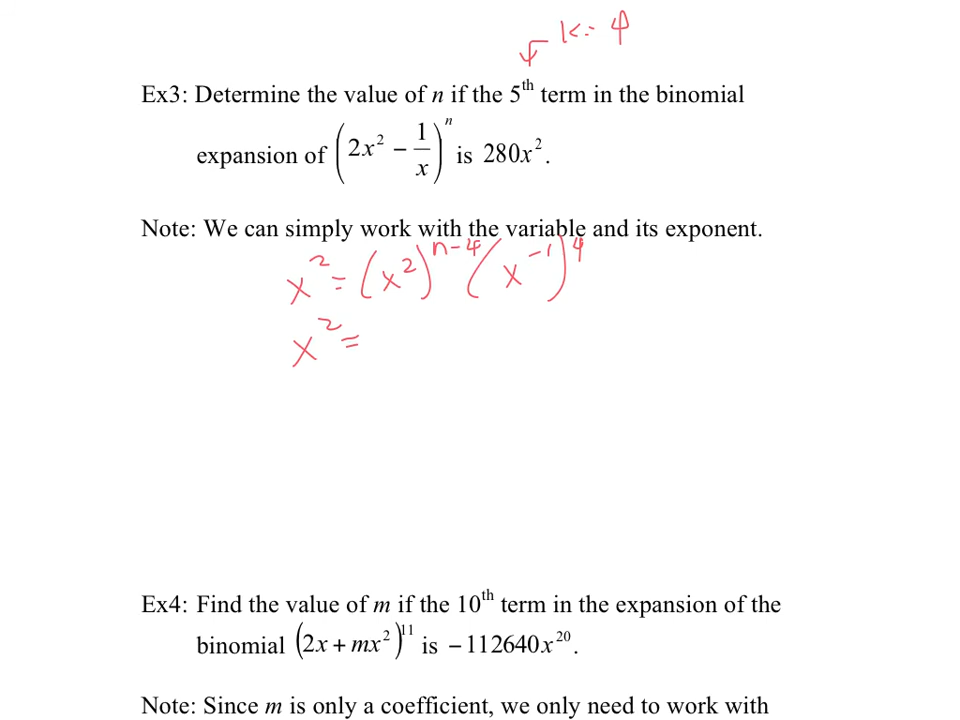 k=4
Ex3: Determine the value of n if the 5th term in the binomial
expansion of (2x² − 1/x)ⁿ is 280x².
Note: We can simply work with the variable and its exponent.
x² = (x²)ⁿ⁻⁴ (x⁻¹)⁴
x² =
Ex4: Find the value of m if the 10th term in the expansion of the
binomial (2x + mx²)¹¹ is −112640x²⁰.
Note: Since m is only a coefficient, we only need to work with